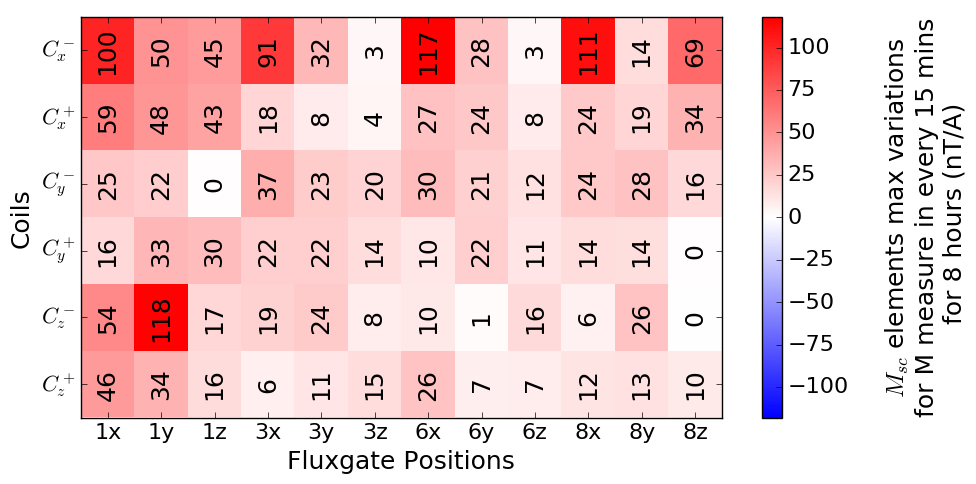 C_x^- 100 50 45 91 32 3 117 28 3 111 14 69
C_x^+ 59 48 43 18 8 4 27 24 8 24 19 34
C_y^- 25 22 0 37 23 20 30 21 12 24 28 16
C_y^+ 16 33 30 22 22 14 10 22 11 14 14 0
C_z^- 54 118 17 19 24 8 10 1 16 6 26 0
C_z^+ 46 34 16 6 11 15 26 7 7 12 13 10
1x 1y 1z 3x 3y 3z 6x 6y 6z 8x 8y 8z
Fluxgate Positions
Coils
100
75
50
25
0
−25
−50
−75
−100
M_{sc} elements max variations
for M measure in every 15 mins
for 8 hours (nT/A)